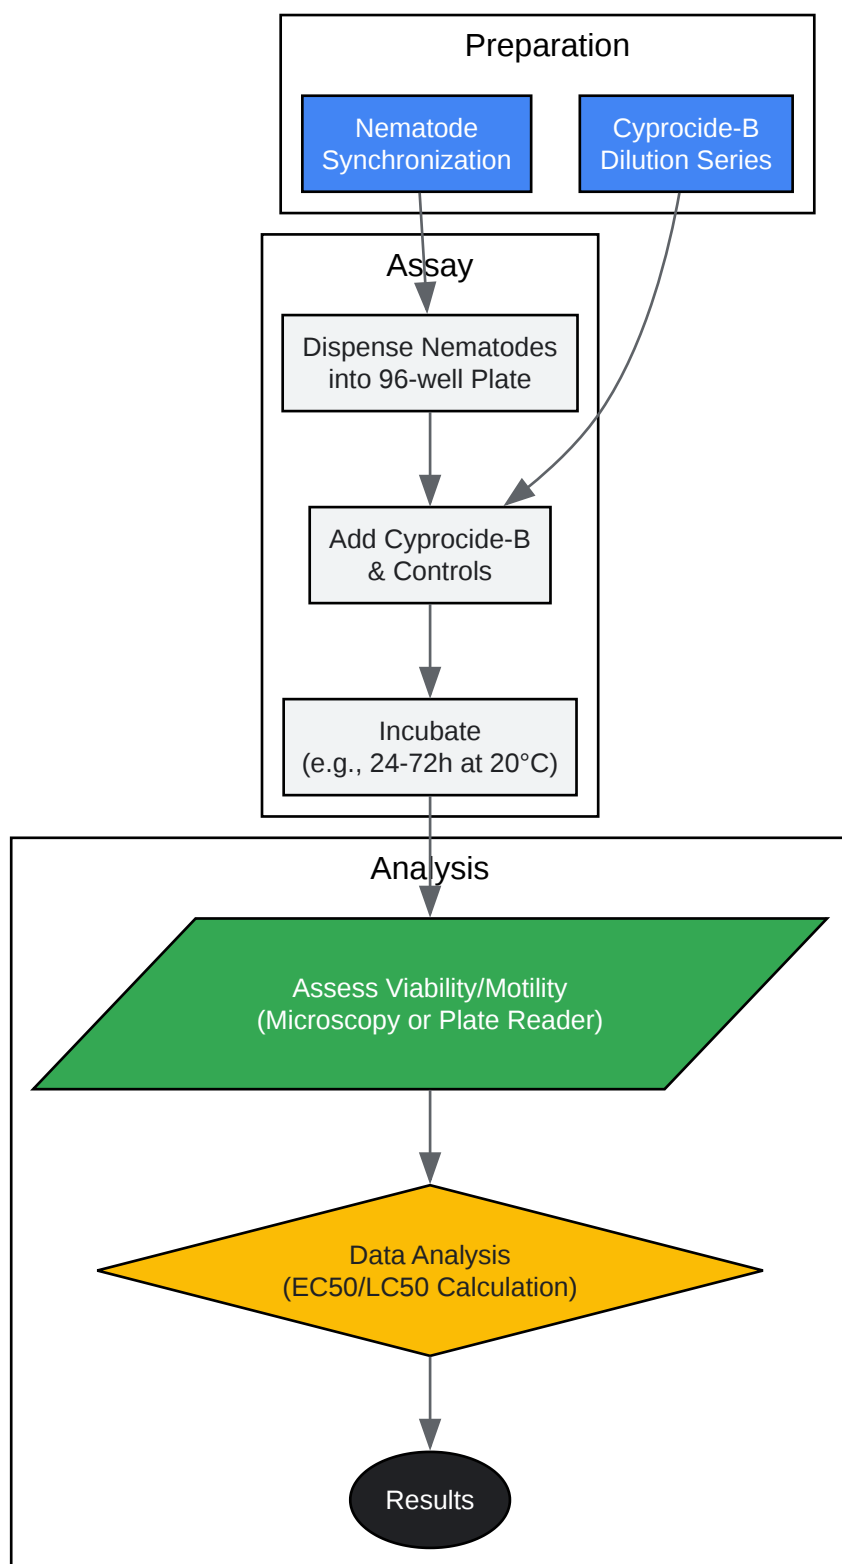 Preparation
Nematode
Synchronization
Cyprocide-B
Dilution Series
Assay
Dispense Nematodes
into 96-well Plate
Add Cyprocide-B
& Controls
Incubate
(e.g., 24-72h at 20°C)
Analysis
Assess Viability/Motility
(Microscopy or Plate Reader)
Data Analysis
(EC50/LC50 Calculation)
Results